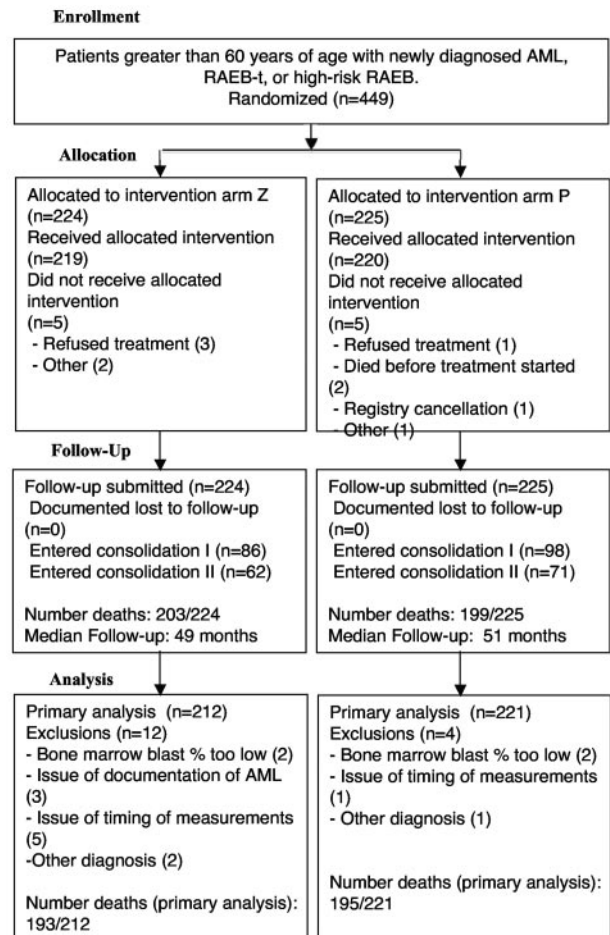 Enrollment
Patients greater than 60 years of age with newly diagnosed AML,
RAEB-t, or high-risk RAEB.
Randomized (n=449)
Allocation
Allocated to intervention arm Z
(n=224)
Received allocated intervention
(n=219)
Did not receive allocated
intervention
(n=5)
- Refused treatment (3)
- Other (2)
Allocated to intervention arm P
(n=225)
Received allocated intervention
(n=220)
Did not receive allocated
intervention
(n=5)
- Refused treatment (1)
- Died before treatment started
(2)
- Registry cancellation (1)
- Other (1)
Follow-Up
Follow-up submitted (n=224)
Documented lost to follow-up
(n=0)
Entered consolidation I (n=86)
Entered consolidation II (n=62)
Number deaths: 203/224
Median Follow-up: 49 months
Follow-up submitted (n=225)
Documented lost to follow-up
(n=0)
Entered consolidation I (n=98)
Entered consolidation II (n=71)
Number deaths: 199/225
Median Follow-up: 51 months
Analysis
Primary analysis (n=212)
Exclusions (n=12)
- Bone marrow blast % too low (2)
- Issue of documentation of AML
(3)
- Issue of timing of measurements
(5)
-Other diagnosis (2)
Number deaths (primary analysis):
193/212
Primary analysis (n=221)
Exclusions (n=4)
- Bone marrow blast % too low (2)
- Issue of timing of measurements
(1)
- Other diagnosis (1)
Number deaths (primary analysis):
195/221